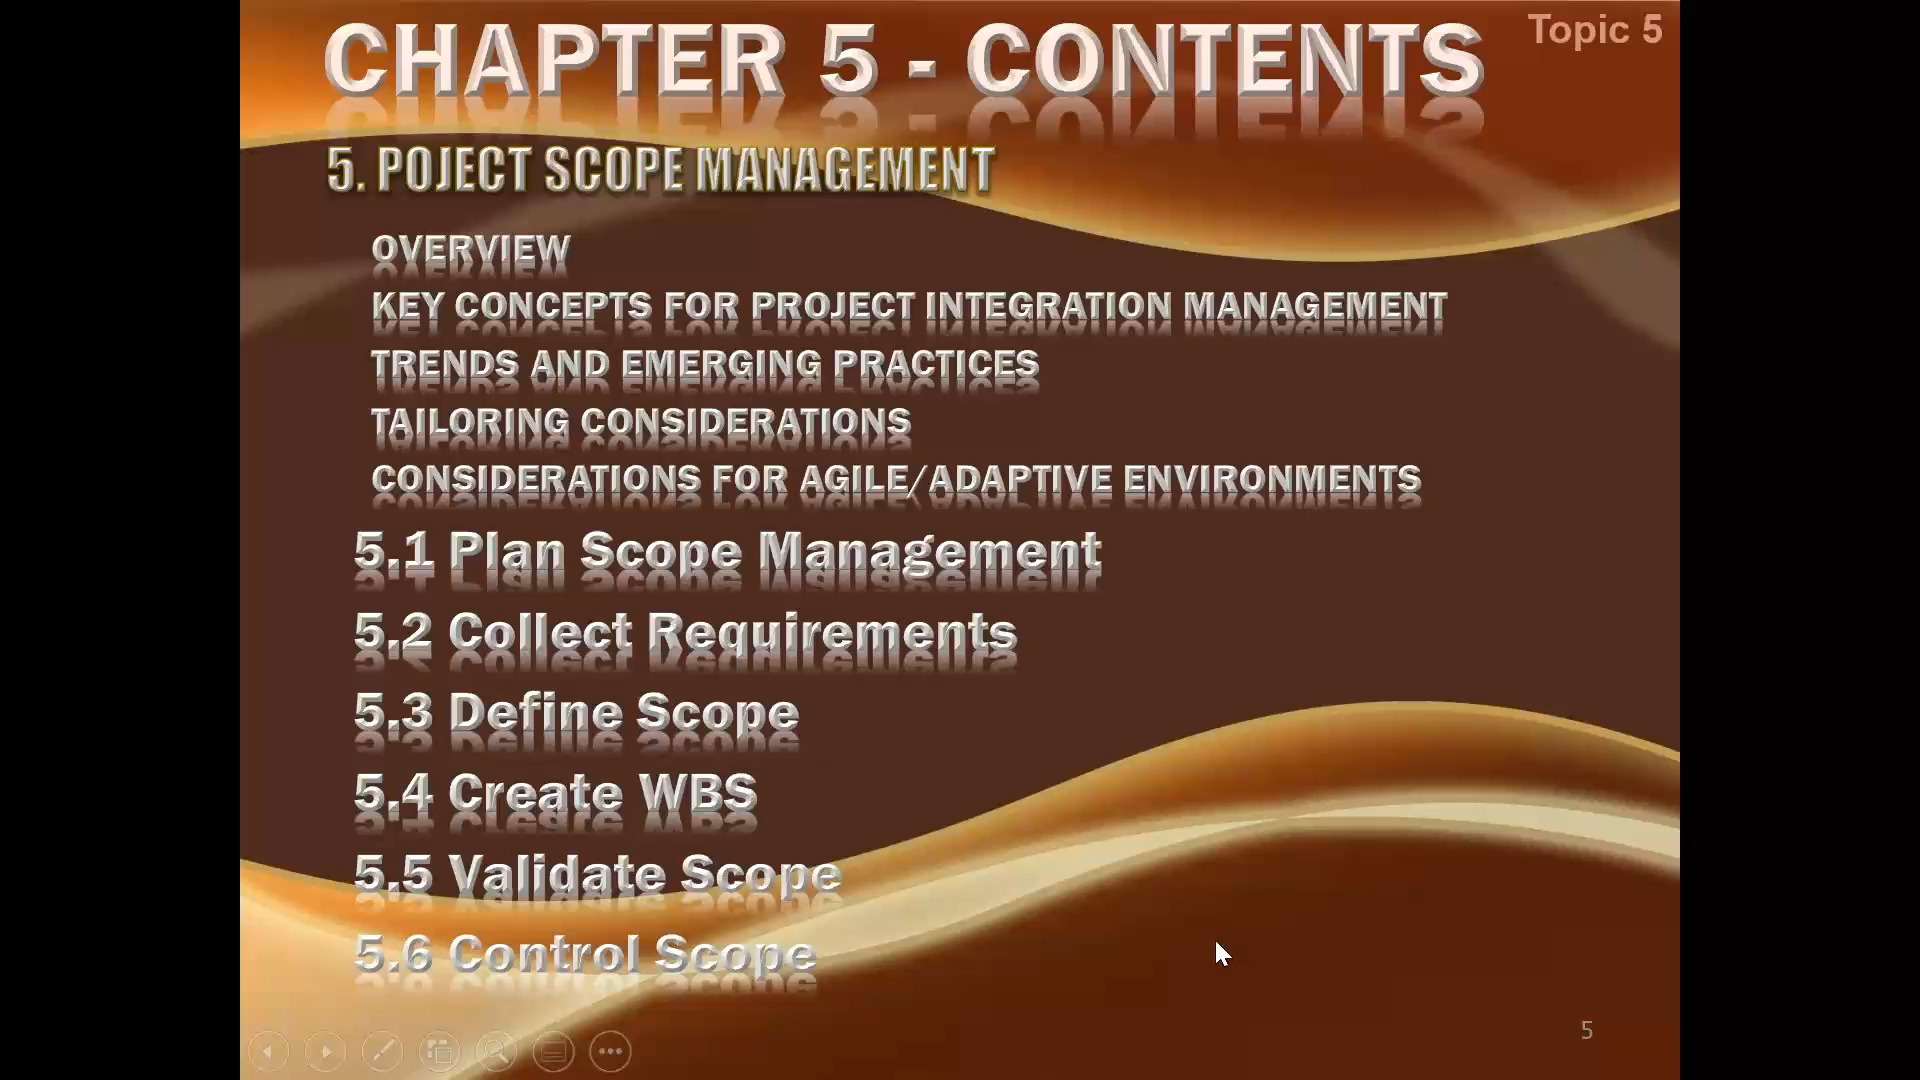 Topic 5
CHAPTER 5 - CONTENTS
5. POJECT SCOPE MANAGEMENT
OVERVIEW
KEY CONCEPTS FOR PROJECT INTEGRATION MANAGEMENT
TRENDS AND EMERGING PRACTICES
TAILORING CONSIDERATIONS
CONSIDERATIONS FOR AGILE/ADAPTIVE ENVIRONMENTS
5.1 Plan Scope Management
5.2 Collect Requirements
5.3 Define Scope
5.4 Create WBS
5.5 Validate Scope
5.6 Control Scope
5